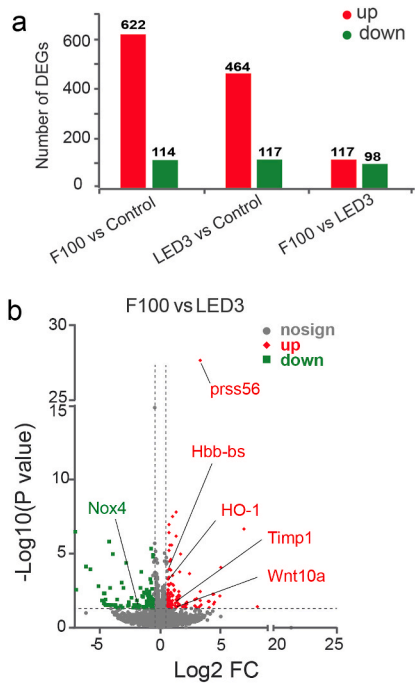 a
up
down
Number of DEGs
600
400
200
0
622
114
464
117
117
98
F100 vs Control
LED3 vs Control
F100 vs LED3
b
F100 vs LED3
nosign
up
down
-Log10(P value)
30
25
15
10
5
0
prss56
Hbb-bs
Nox4
HO-1
Timp1
Wnt10a
-5
0
5
20
25
Log2 FC